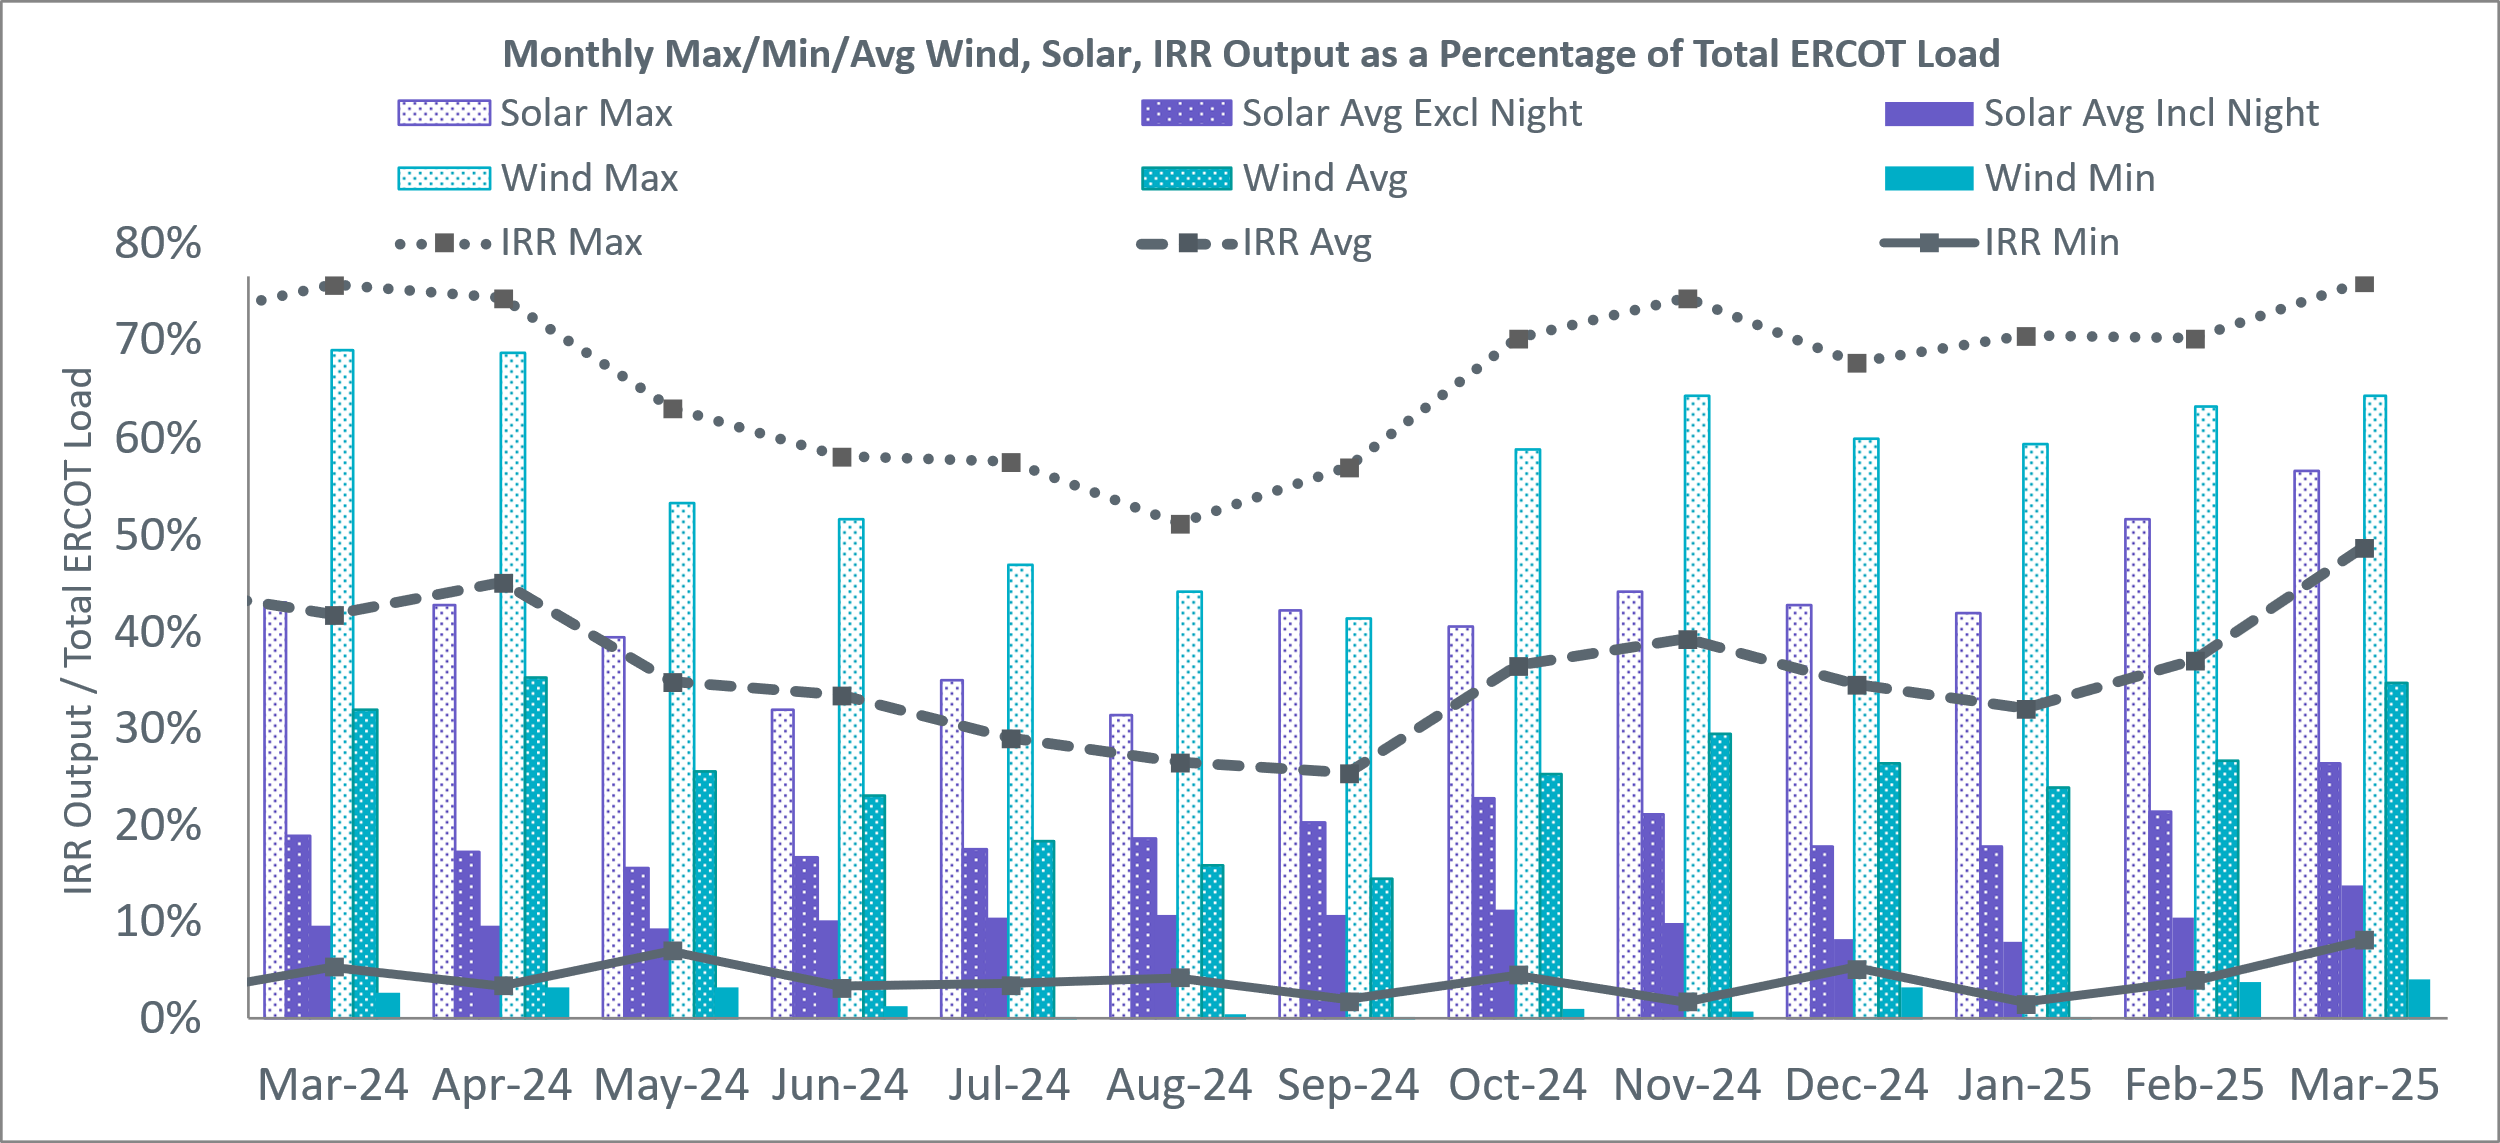 Monthly Max/Min/Avg Wind, Solar, IRR Output as a Percentage of Total ERCOT Load
Solar Max
Solar Avg Excl Night
Solar Avg Incl Night
Wind Max
Wind Avg
Wind Min
IRR Max
IRR Avg
IRR Min
IRR Output / Total ERCOT Load
80%
70%
60%
50%
40%
30%
20%
10%
0%
Mar-24 Apr-24 May-24 Jun-24 Jul-24 Aug-24 Sep-24 Oct-24 Nov-24 Dec-24 Jan-25 Feb-25 Mar-25